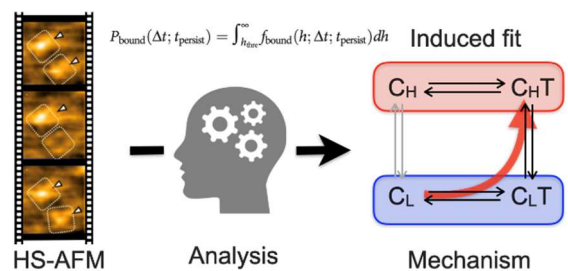 P_bound(Δt; t_persist) = ∫_{h_thre}^{∞} f_bound(h; Δt; t_persist)dh
Induced fit
C_H C_HT
C_L C_LT
HS-AFM
Analysis
Mechanism